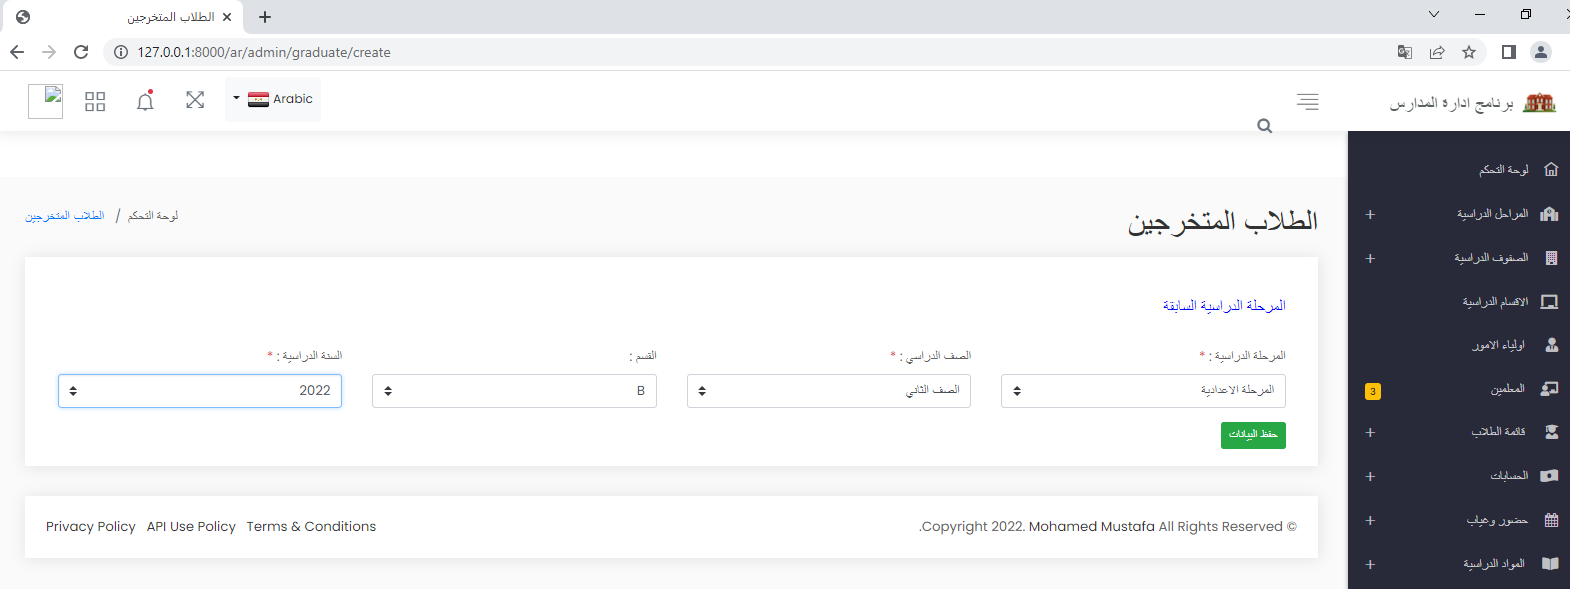 الطلاب المتخرجين
127.0.0.1:8000/ar/admin/graduate/create
برنامج ادارة المدارس
Arabic
لوحة التحكم
المراحل الدراسية
الصفوف الدراسية
الاقسام الدراسية
اولياء الامور
المعلمين 3
قائمة الطلاب
الحسابات
حضور وغياب
المواد الدراسية
الطلاب المتخرجين
لوحة التحكم / الطلاب المتخرجين
المرحلة الدراسية السابقة
المرحلة الدراسية : * الصف الدراسي : * القسم : السنة الدراسية : *
المرحلة الاعدادية الصف الثاني B 2022
حفظ البيانات
.Copyright 2022. Mohamed Mustafa All Rights Reserved ©
Privacy Policy API Use Policy Terms & Conditions